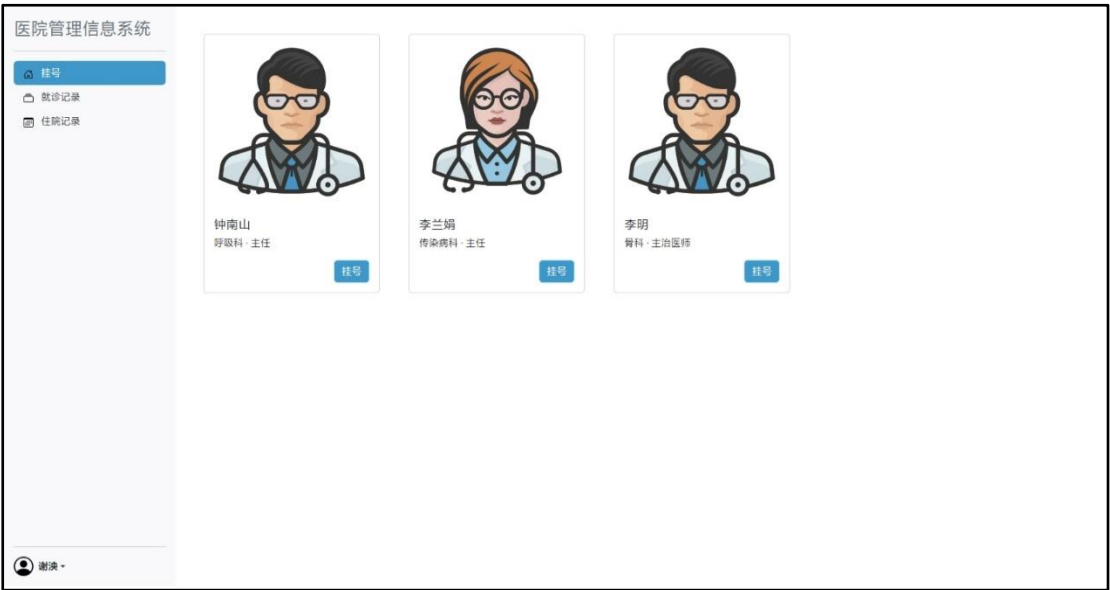 医院管理信息系统
挂号
就诊记录
住院记录
钟南山
呼吸科 · 主任
挂号
李兰娟
传染病科 · 主任
挂号
李明
骨科 · 主治医师
挂号
谢泱